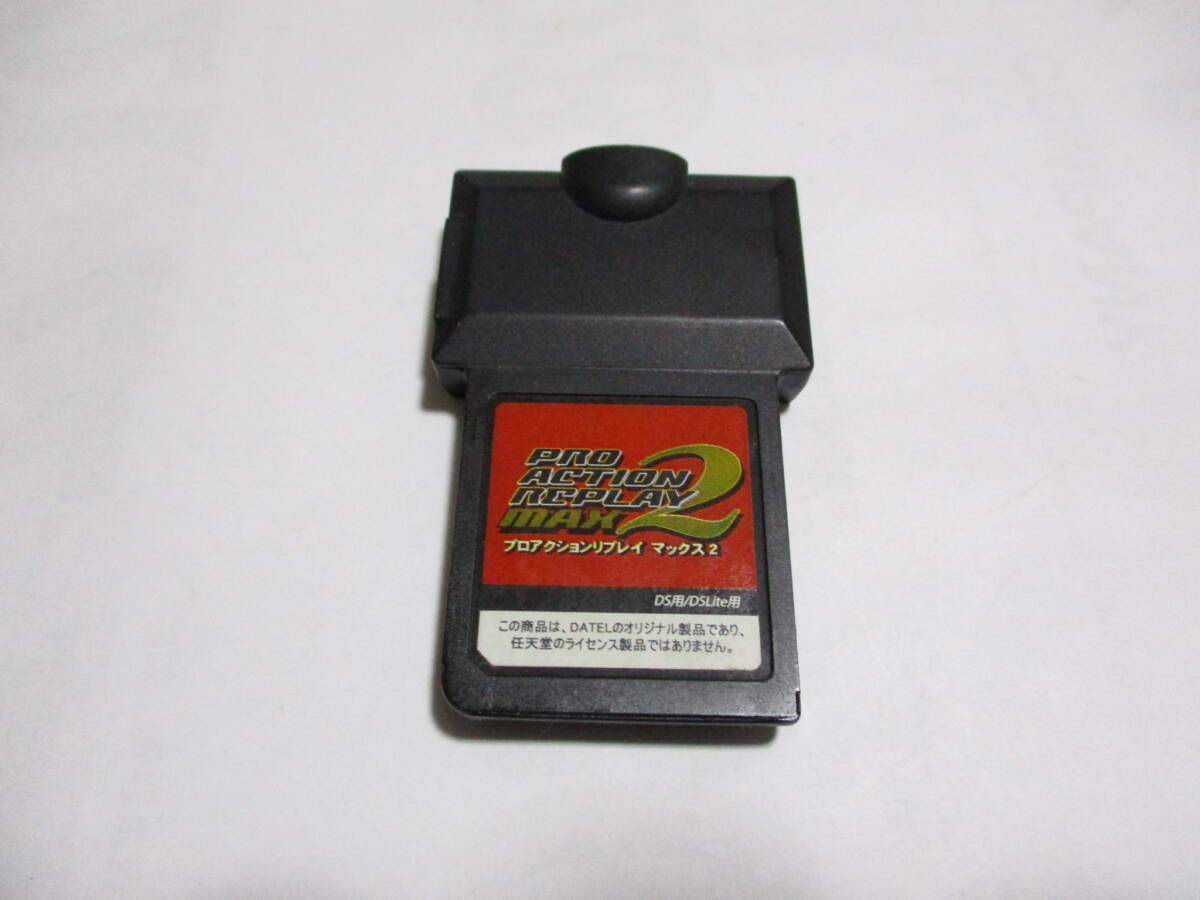 PRO
ACTION
REPLAY
MAX 2
プロアクションリプレイ マックス2
DS用/DSLite用
この商品は、DATELのオリジナル製品であり、
任天堂のライセンス製品ではありません。